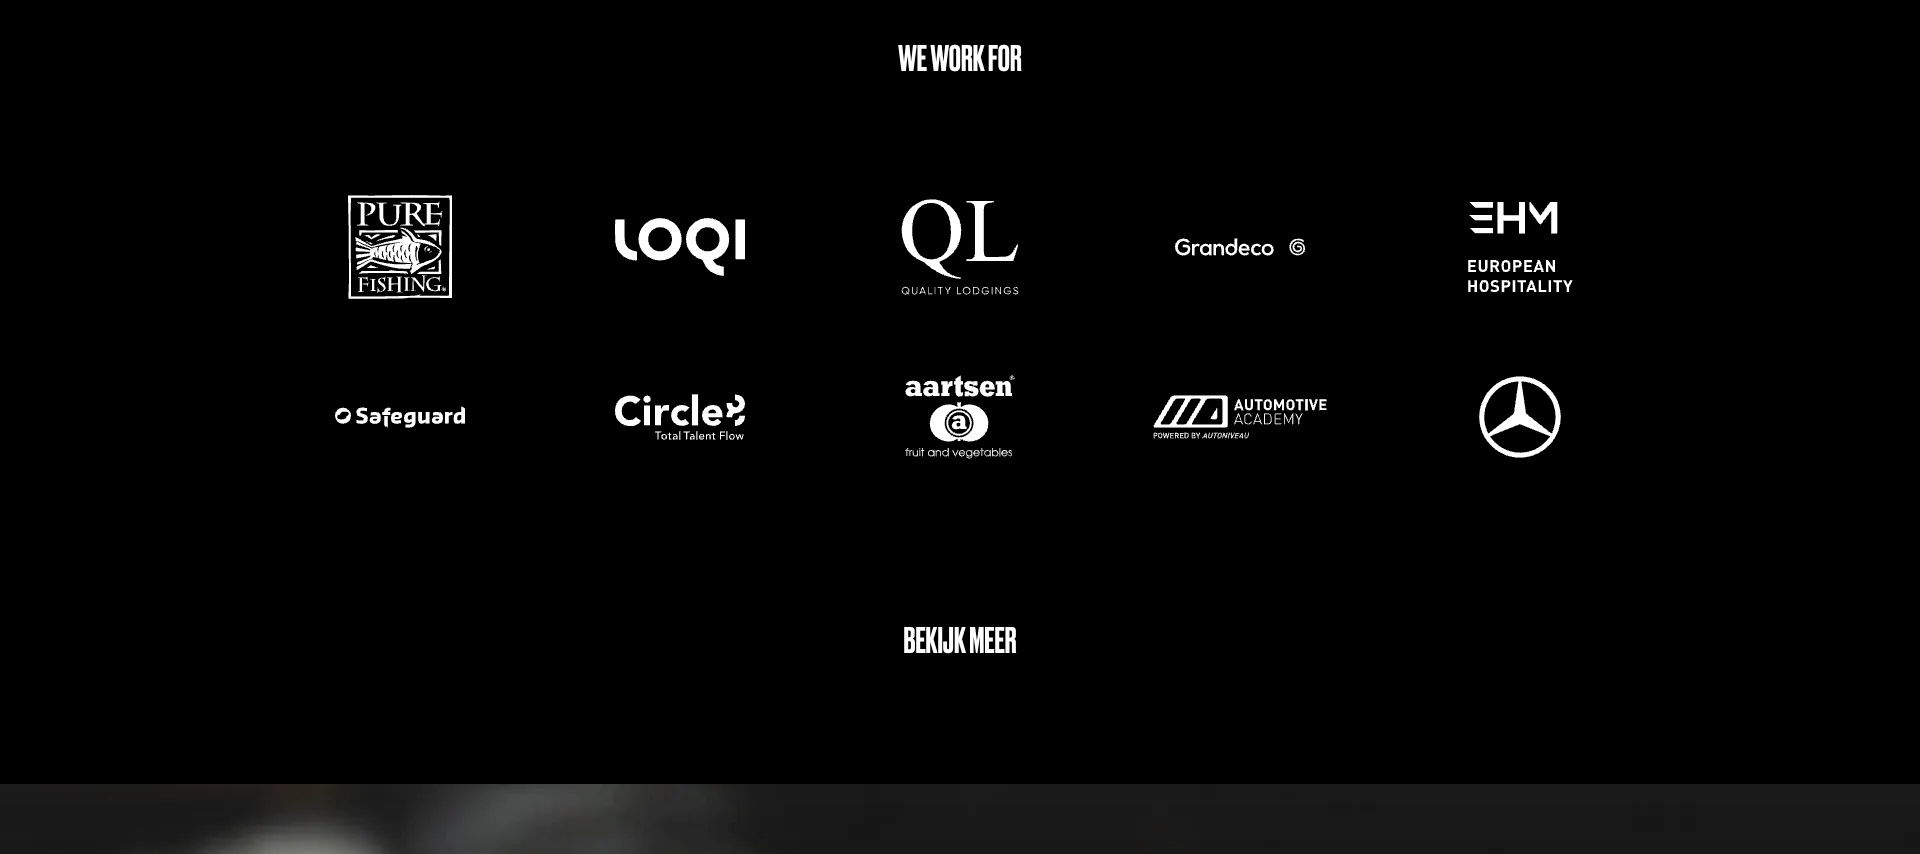 WE WORK FOR
PURE
FISHING®
LOQI
QL
QUALITY LODGINGS
Grandeco
EHM
EUROPEAN
HOSPITALITY
Safeguard
Circle8
Total Talent Flow
aartsen®
a
fruit and vegetables
AUTOMOTIVE
ACADEMY
POWERED BY AUTONIVEAU
BEKIJK MEER